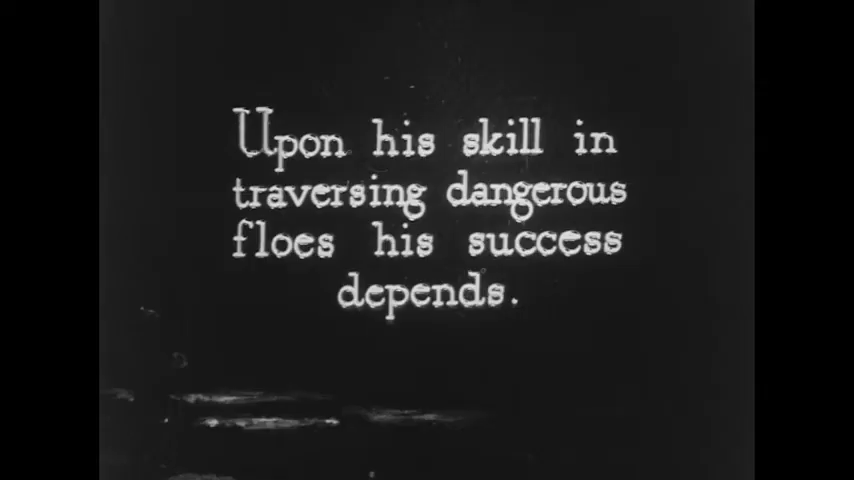 Upon his skill in
traversing dangerous
floes his success
depends.